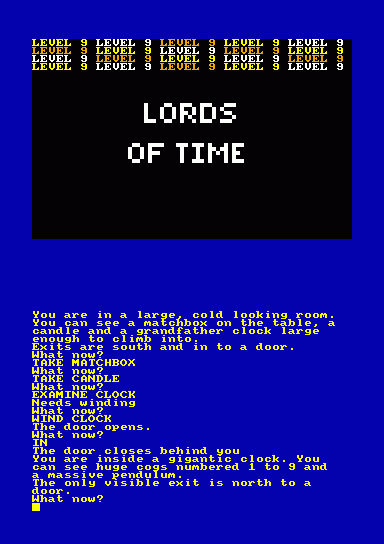 LEVEL 9 LEVEL 9 LEVEL 9 LEVEL 9 LEVEL 9
LEVEL 9 LEVEL 9 LEVEL 9 LEVEL 9 LEVEL 9
LEVEL 9 LEVEL 9 LEVEL 9 LEVEL 9 LEVEL 9
LEVEL 9 LEVEL 9 LEVEL 9 LEVEL 9 LEVEL 9
LORDS
OF TIME
You are in a large, cold looking room.
You can see a matchbox on the table, a
candle and a grandfather clock large
enough to climb into.
Exits are south and in to a door.
What now?
TAKE MATCHBOX
What now?
TAKE CANDLE
What now?
EXAMINE CLOCK
Needs winding
What now?
WIND CLOCK
The door opens.
What now?
IN
The door closes behind you
You are inside a gigantic clock. You
can see huge cogs numbered 1 to 9 and
a massive pendulum.
The only visible exit is north to a
door.
What now?